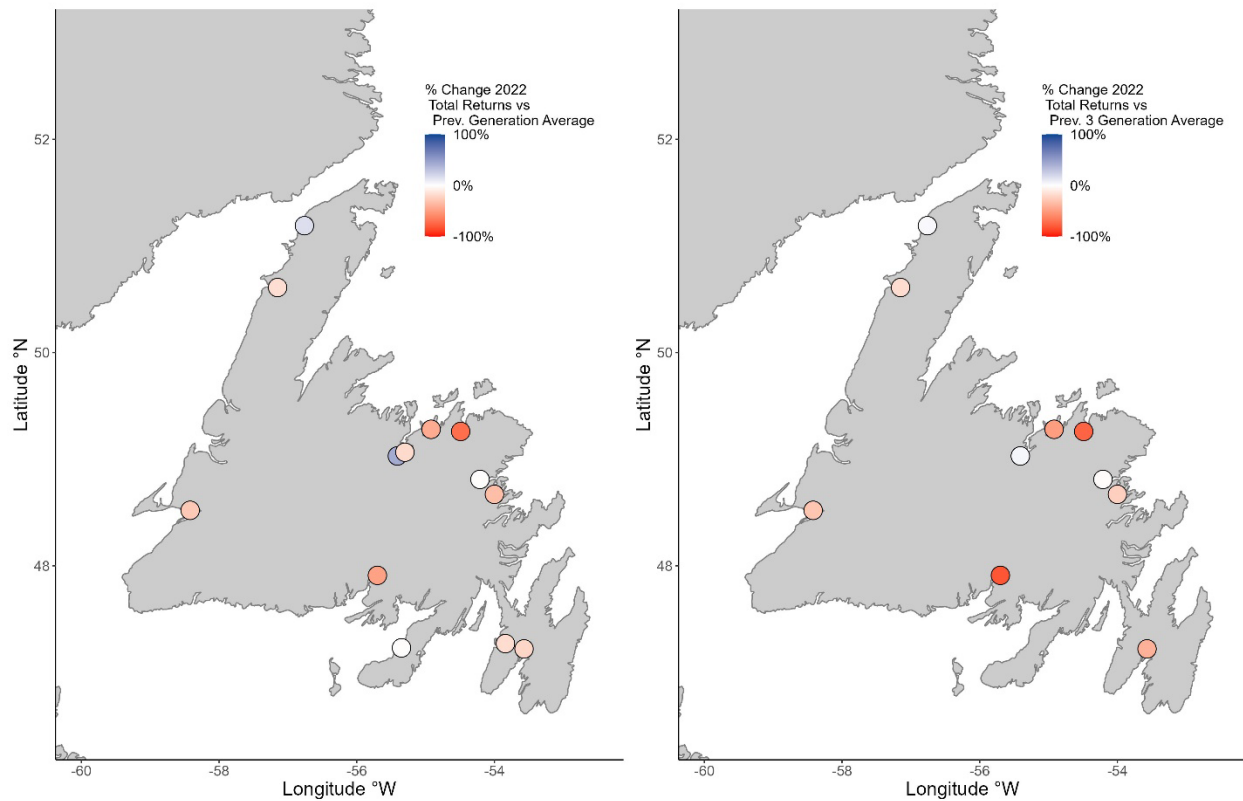 % Change 2022
Total Returns vs
Prev. Generation Average
100%
0%
-100%
52
50
48
Latitude °N
-60
-58
-56
-54
Longitude °W
% Change 2022
Total Returns vs
Prev. 3 Generation Average
100%
0%
-100%
52
50
48
Latitude °N
-60
-58
-56
-54
Longitude °W